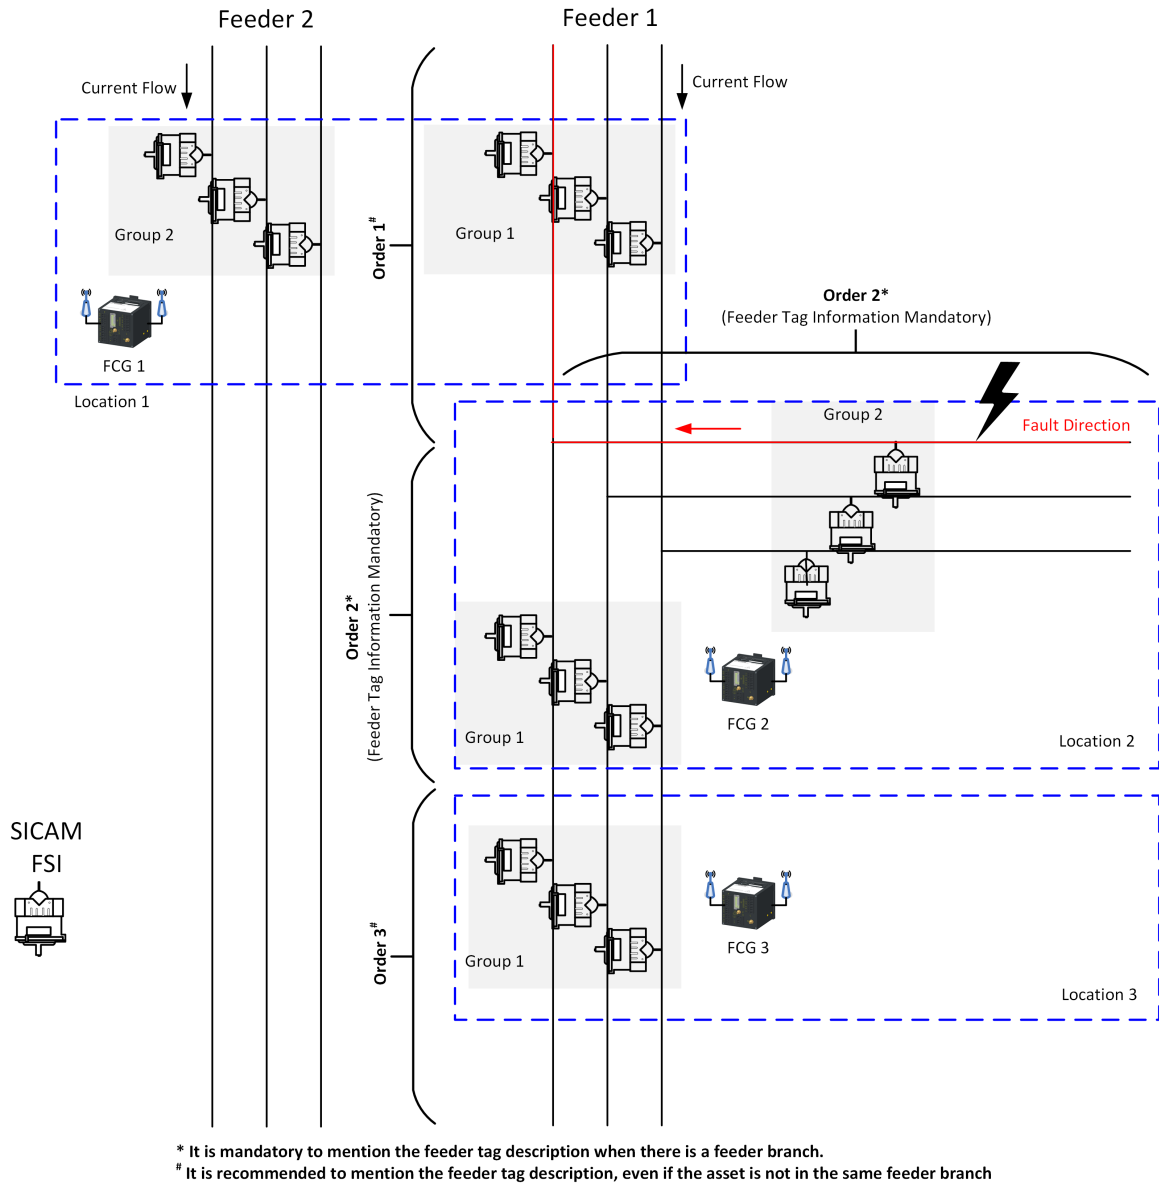 Feeder 2
Feeder 1
Current Flow
Current Flow
Group 2
Group 1
Order 1#
FCG 1
Location 1
Order 2*
(Feeder Tag Information Mandatory)
Group 2
Fault Direction
Order 2*
(Feeder Tag Information Mandatory)
Group 1
FCG 2
Location 2
SICAM
FSI
Order 3#
Group 1
FCG 3
Location 3
* It is mandatory to mention the feeder tag description when there is a feeder branch.
# It is recommended to mention the feeder tag description, even if the asset is not in the same feeder branch